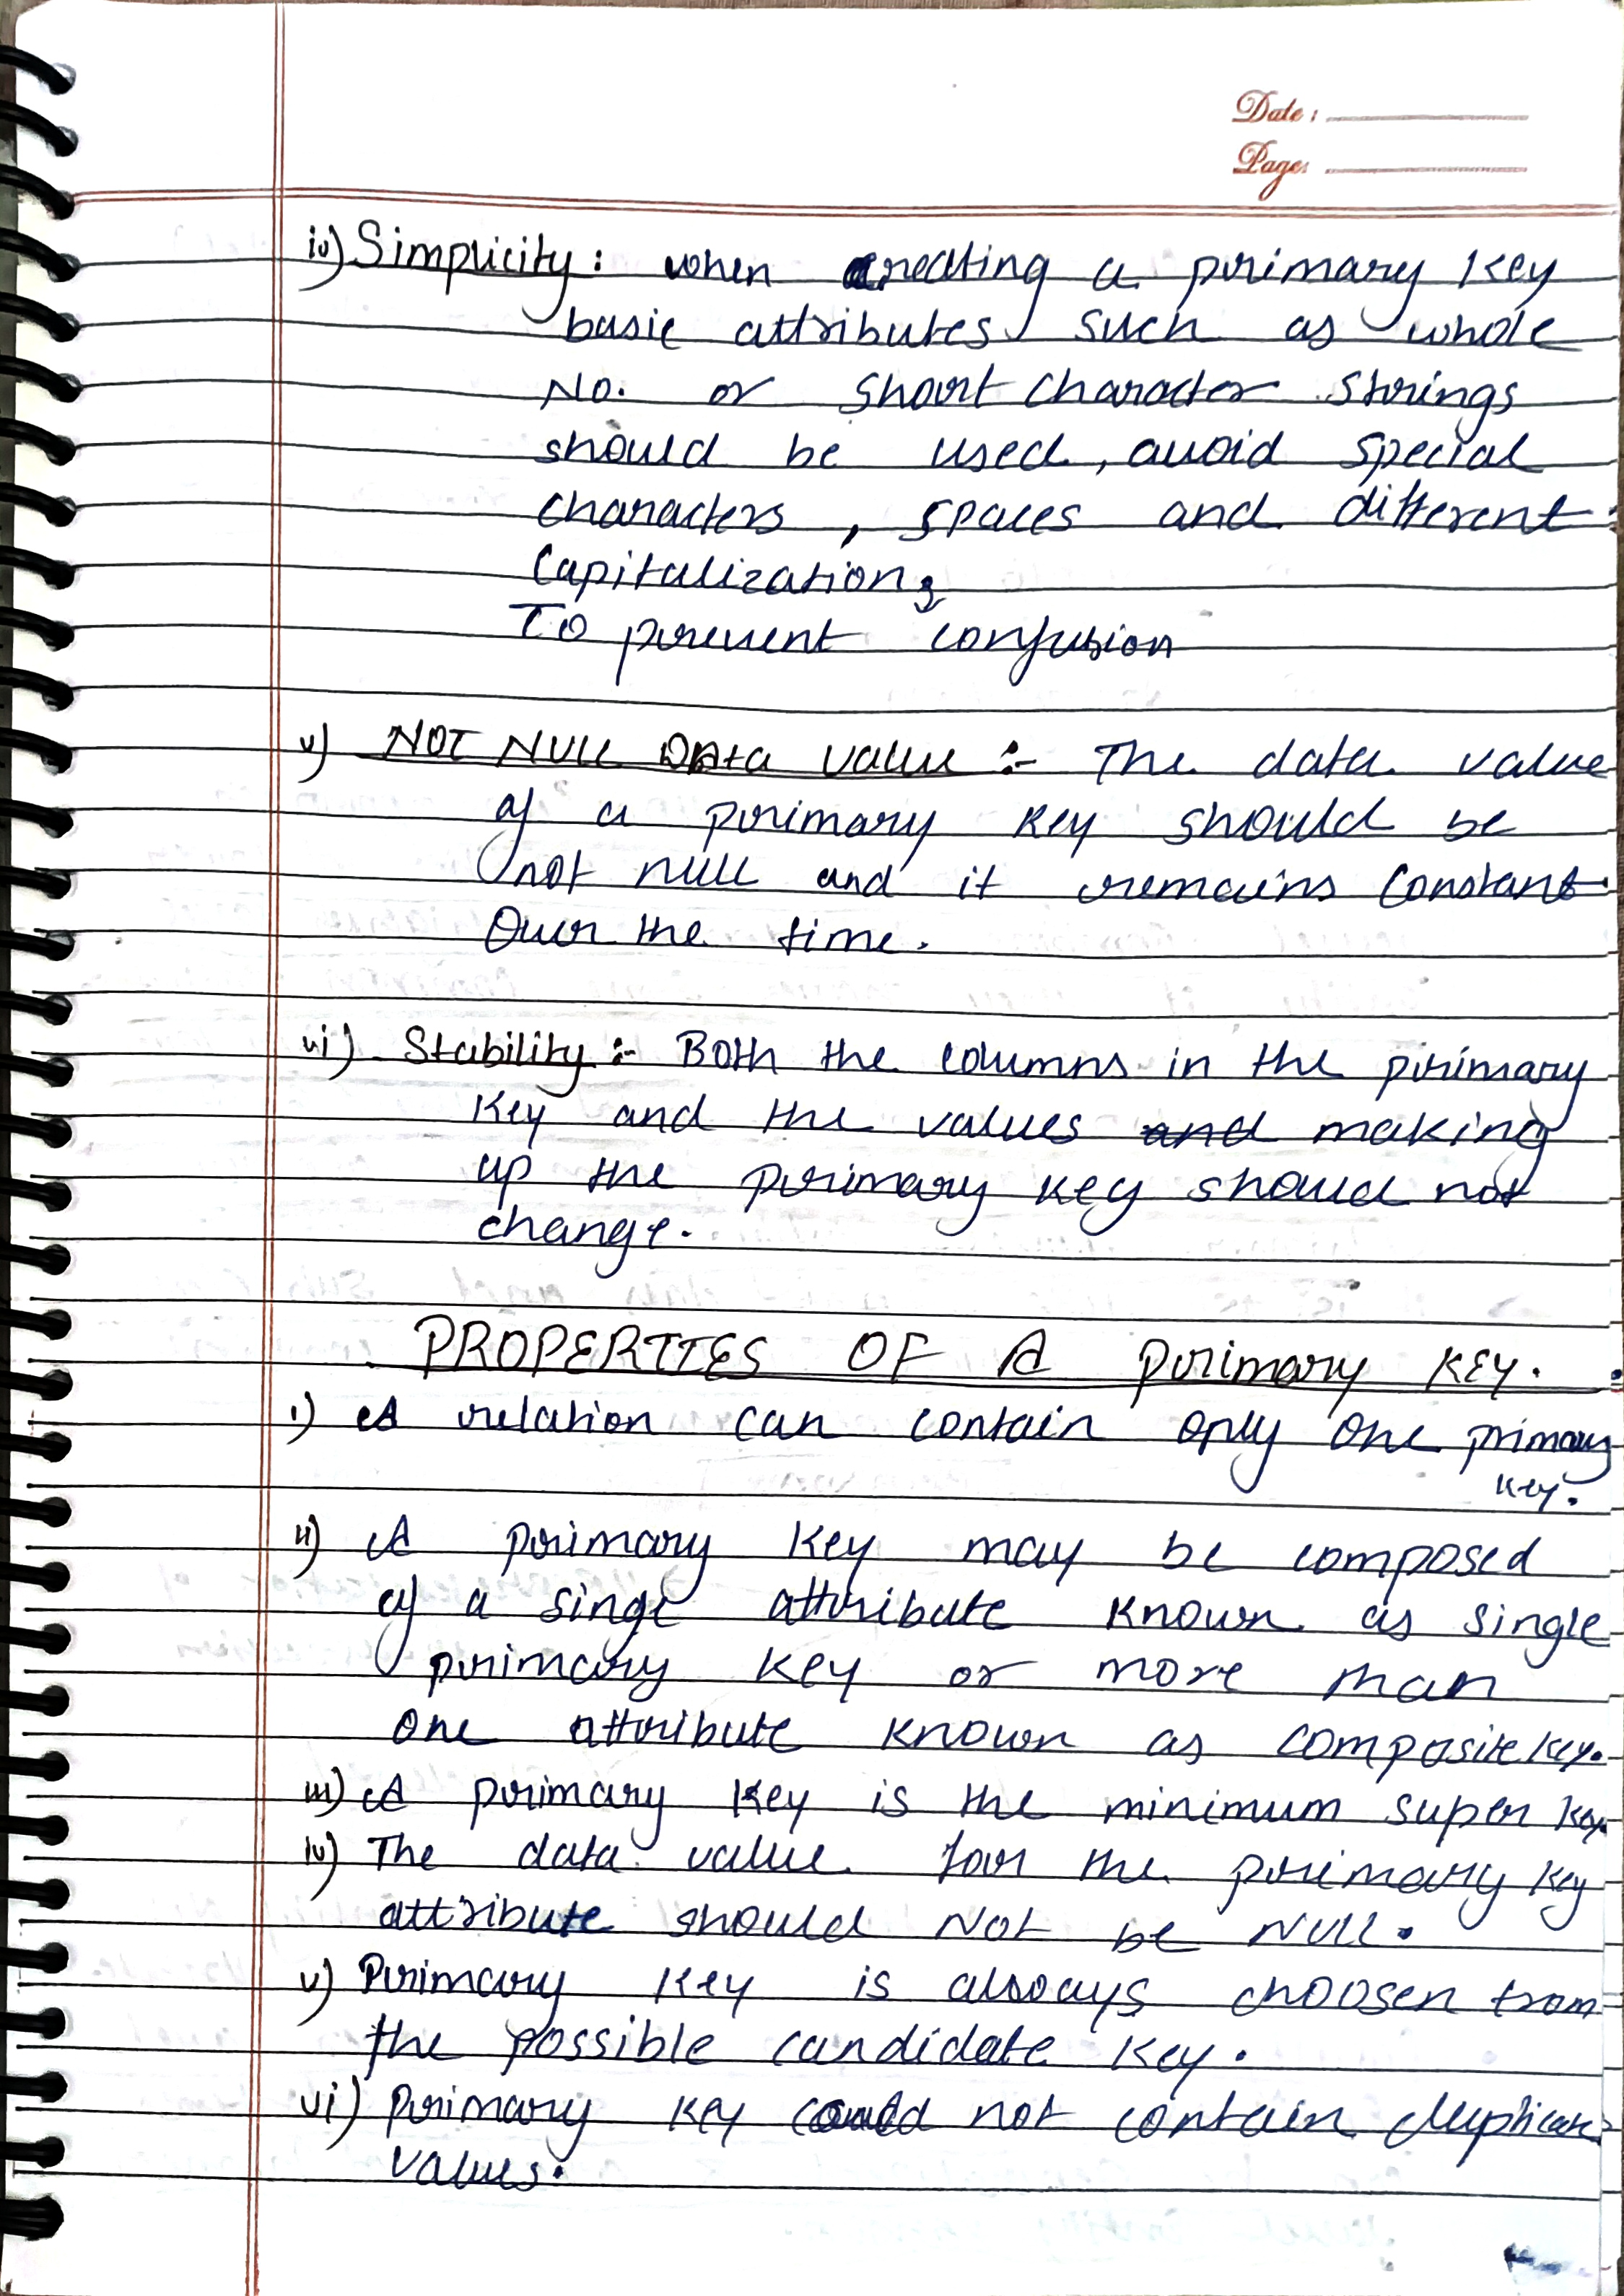 Date :
Page:
iv) Simplicity : when creating a primary key
basic attributes such as whole
No. or short character strings
should be used, avoid special
characters, spaces and different
Capitalization,
To prevent confusion
v) NOT NULL Data value :- The data value
of a primary key should be
not null and it remains constant
Over the time.
vi) Stability :- Both the columns in the primary
key and the values and making
up the primary key should not
change.
PROPERTIES OF A primary KEY.
i) A relation can contain only one primary
key.
ii) A primary key may be composed
of a singe attribute known as single
primary key or more than
one attribute known as composite key.
iii) A primary key is the minimum super key.
iv) The data value for the primary key
attribute should NOT be NULL.
v) Primary key is always choosen from
the possible candidate key.
vi) primary key could not contain duplicate
values.